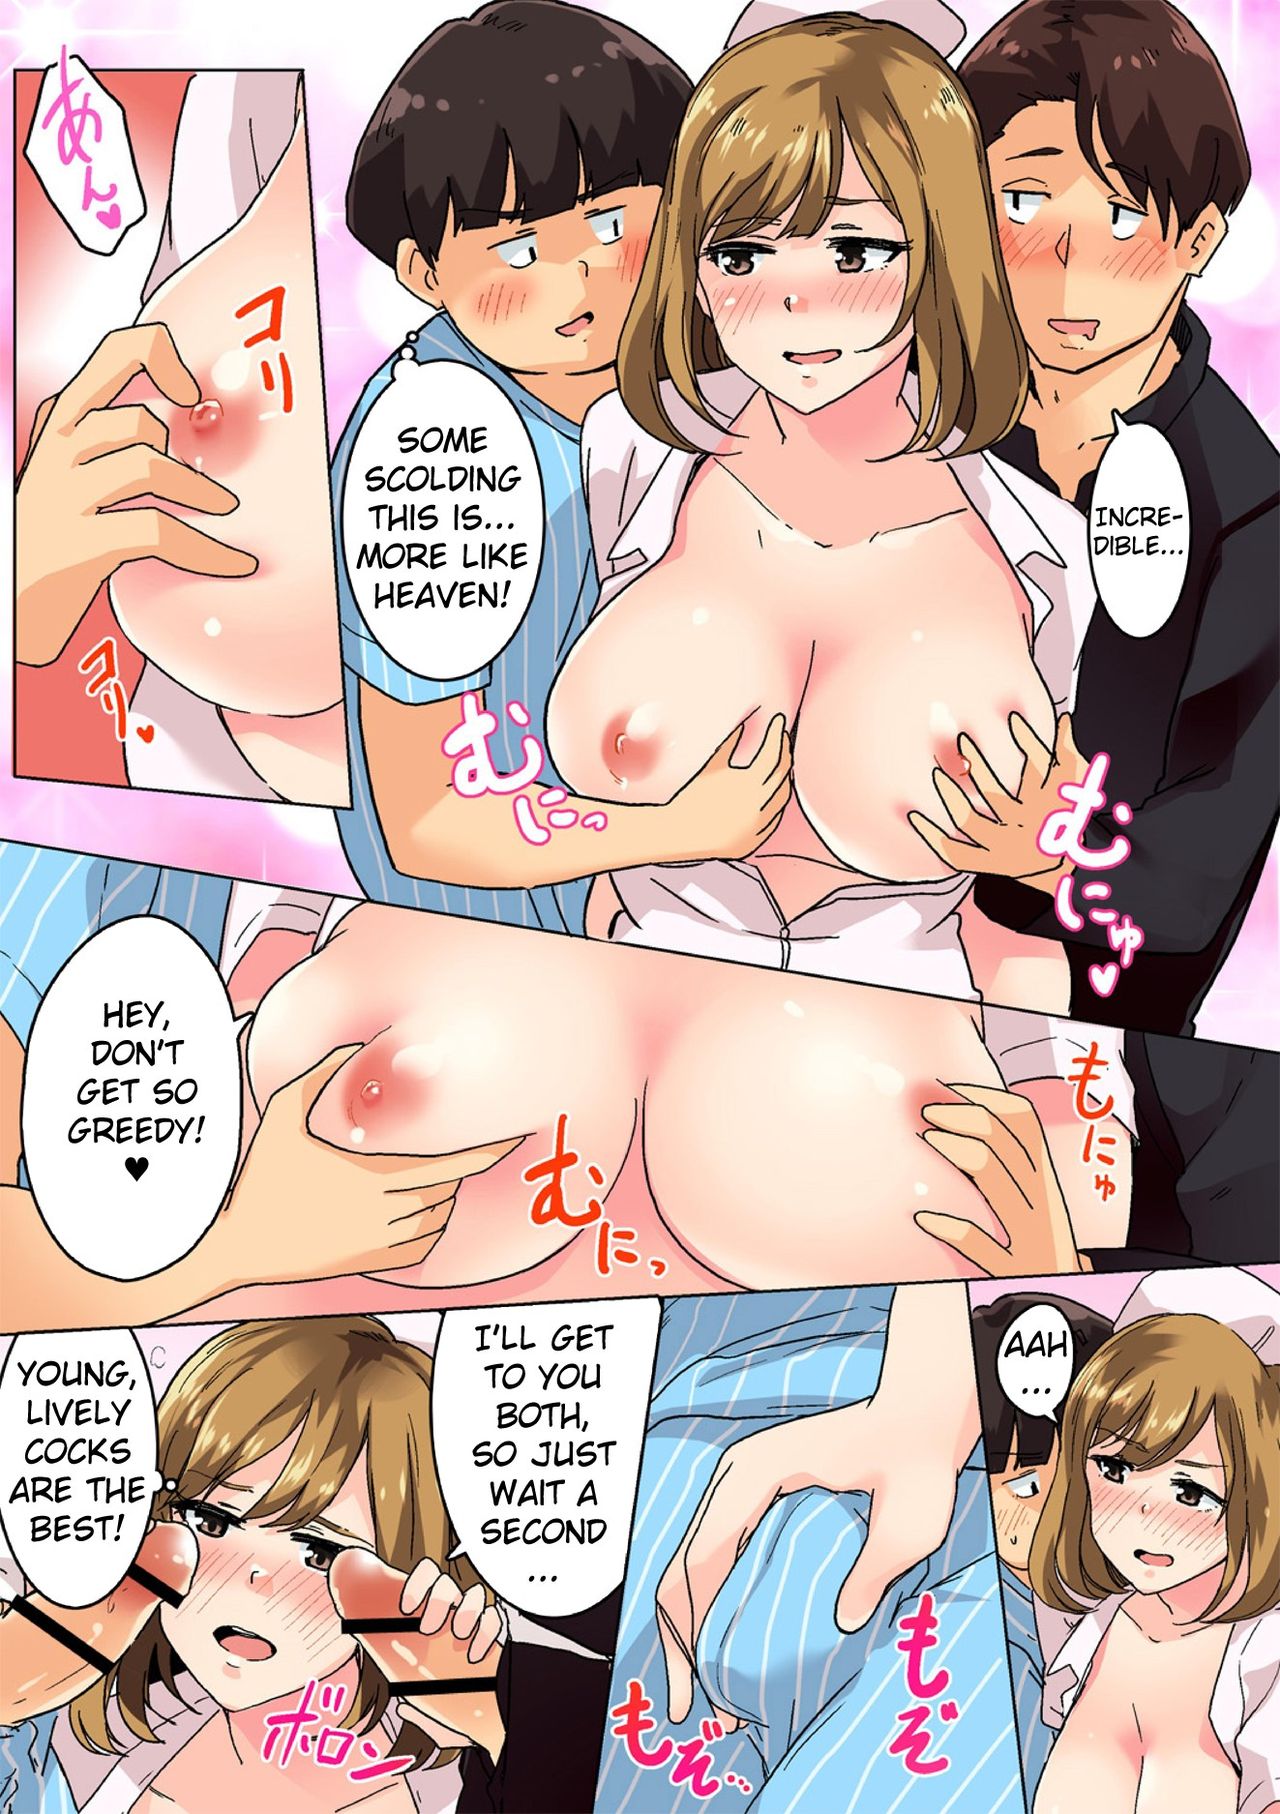 あん♥
コリ
コリ♥
SOME
SCOLDING
THIS IS...
MORE LIKE
HEAVEN!
INCRE-
DIBLE...
むにっ
むにゅ♥
HEY,
DON'T
GET SO
GREEDY!
♥
むにっ
もにゅ
AAH
...
もぞ
もぞ...
I'LL GET
TO YOU
BOTH,
SO JUST
WAIT A
SECOND
...
YOUNG,
LIVELY
COCKS
ARE THE
BEST!
ボロン